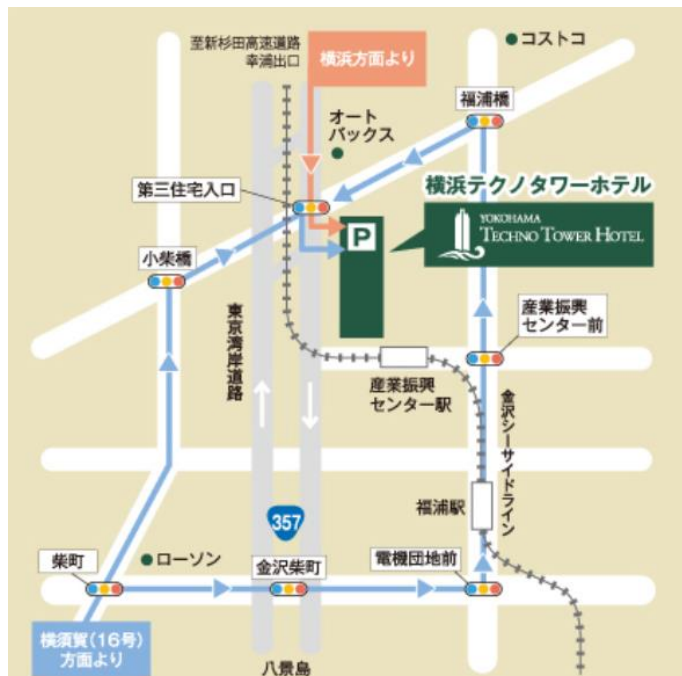 至新杉田高速道路
幸浦出口
横浜方面より
コストコ
福浦橋
オート
バックス
第三住宅入口
横浜テクノタワーホテル
P
YOKOHAMA
TECHNO TOWER HOTEL
小柴橋
東京湾岸道路
産業振興
センター前
産業振興
センター駅
金沢シーサイドライン
福浦駅
357
柴町
ローソン
金沢柴町
電機団地前
横須賀(16号)
方面より
八景島